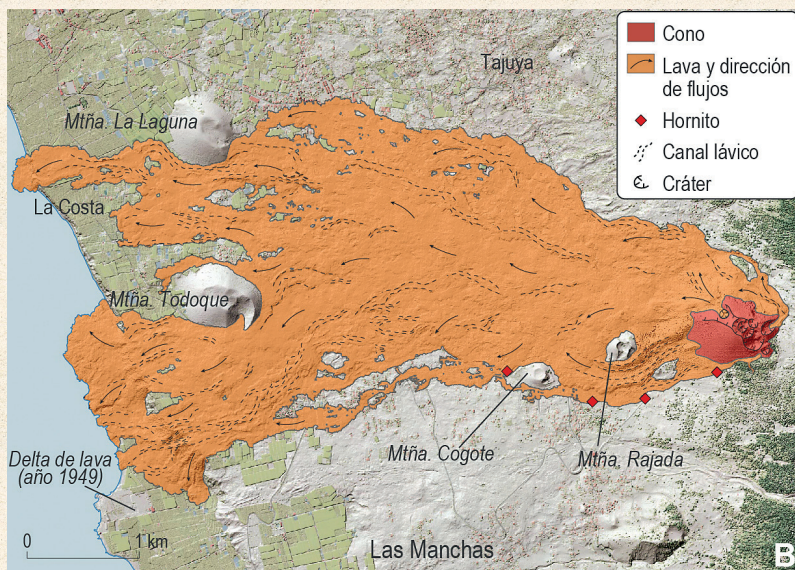 Cono
Lava y dirección
de flujos
Hornito
Canal lávico
Cráter
Tajuya
Mtña. La Laguna
La Costa
Mtña. Todoque
Mtña. Cogote
Mtña. Rajada
Delta de lava
(año 1949)
0 1 km
Las Manchas
B